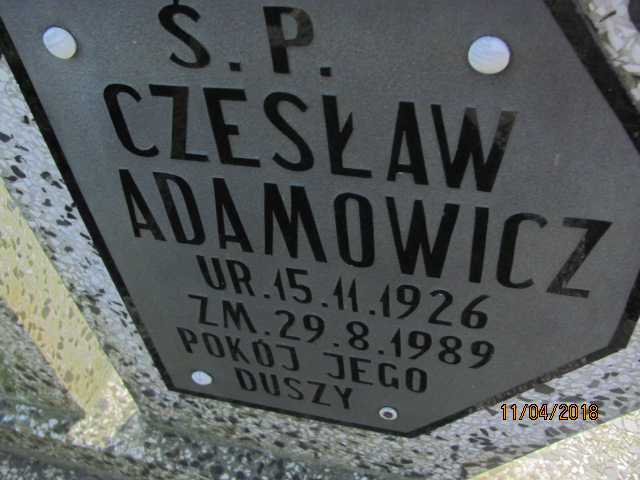 Ś. P.
CZESŁAW
ADAMOWICZ
UR. 15. 11. 1926
ZM. 29. 8. 1989
POKÓJ JEGO
DUSZY
11/04/2018